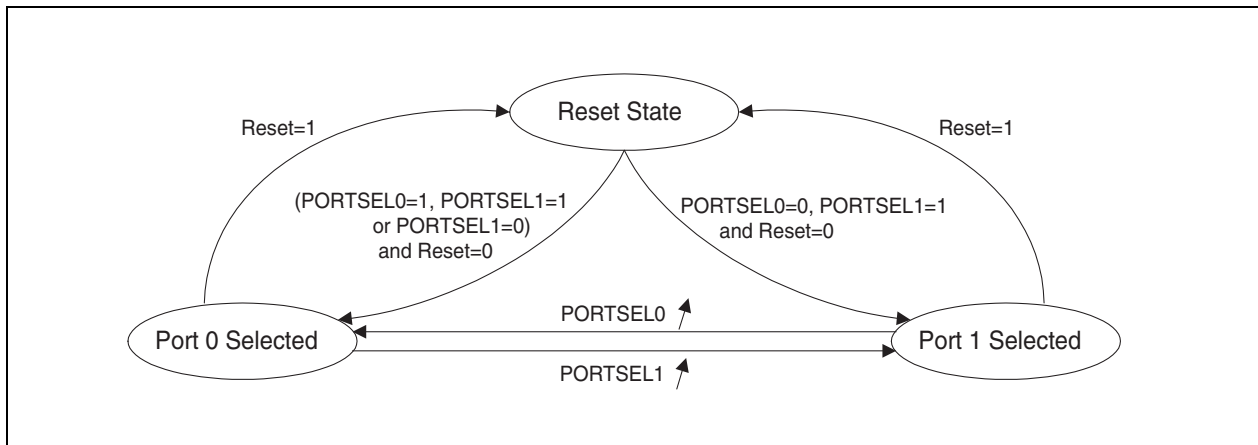 Reset State
Reset=1
Reset=1
(PORTSEL0=1, PORTSEL1=1
or PORTSEL1=0)
and Reset=0
PORTSEL0=0, PORTSEL1=1
and Reset=0
PORTSEL0
Port 0 Selected
Port 1 Selected
PORTSEL1